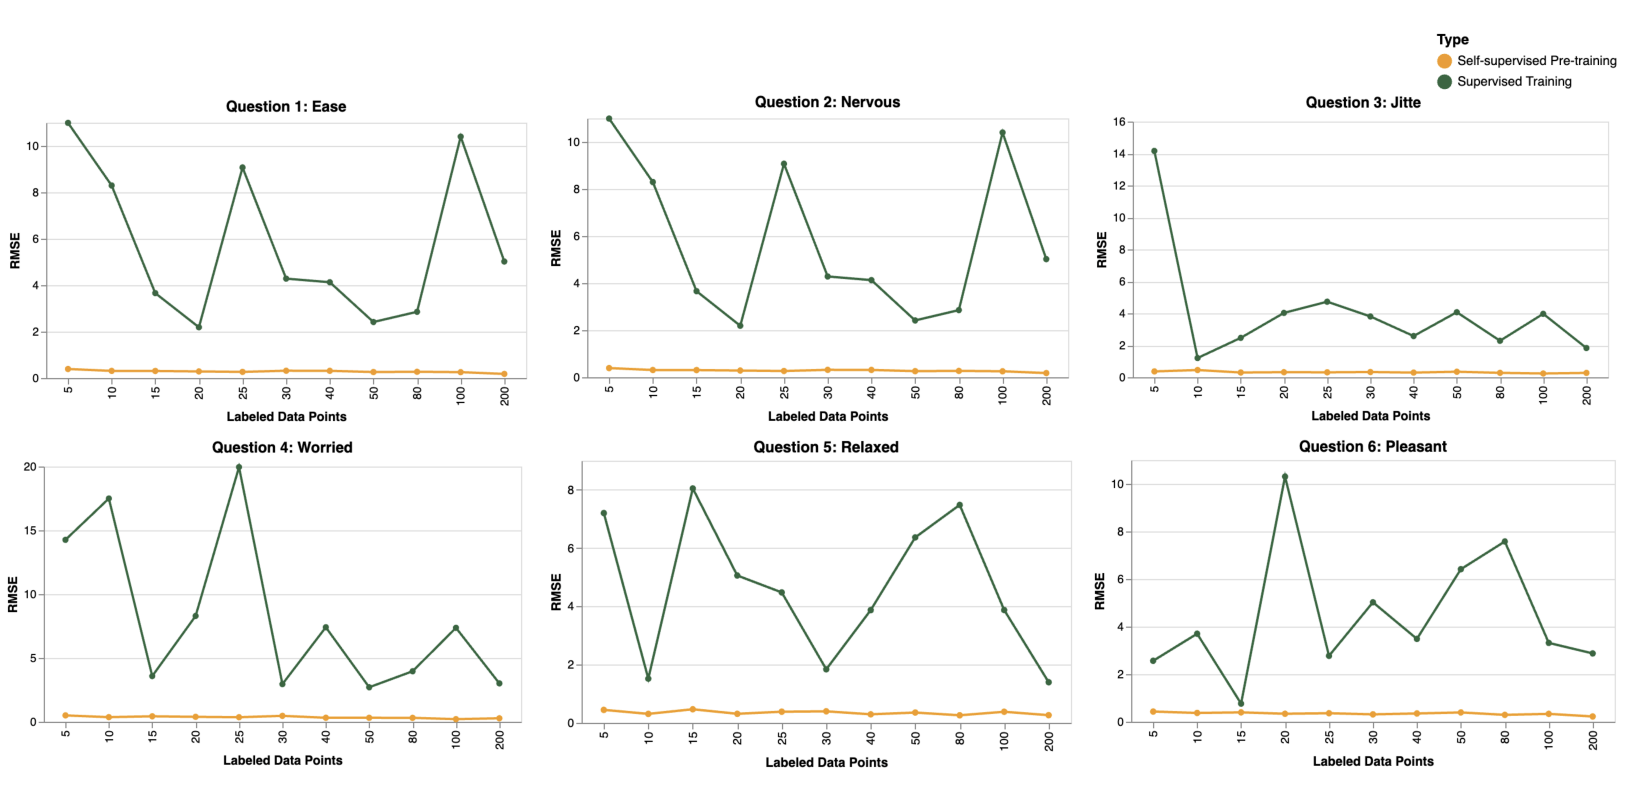 Type
Self-supervised Pre-training
Supervised Training
Question 1: Ease
RMSE
10
8
6
4
2
0
5 10 15 20 25 30 40 50 80 100 200
Labeled Data Points
Question 2: Nervous
RMSE
10
8
6
4
2
0
5 10 15 20 25 30 40 50 80 100 200
Labeled Data Points
Question 3: Jitte
RMSE
16
14
12
10
8
6
4
2
0
5 10 15 20 25 30 40 50 80 100 200
Labeled Data Points
Question 4: Worried
RMSE
20
15
10
5
0
5 10 15 20 25 30 40 50 80 100 200
Labeled Data Points
Question 5: Relaxed
RMSE
8
6
4
2
0
5 10 15 20 25 30 40 50 80 100 200
Labeled Data Points
Question 6: Pleasant
RMSE
10
8
6
4
2
0
5 10 15 20 25 30 40 50 80 100 200
Labeled Data Points